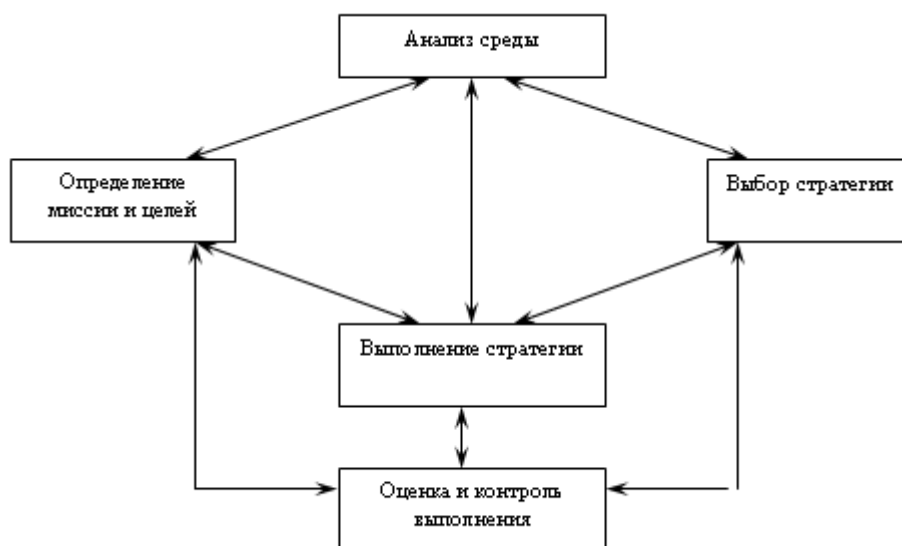 Анализ среды
Определение
миссии и целей
Выбор стратегии
Выполнение стратегии
Оценка и контроль
выполнения